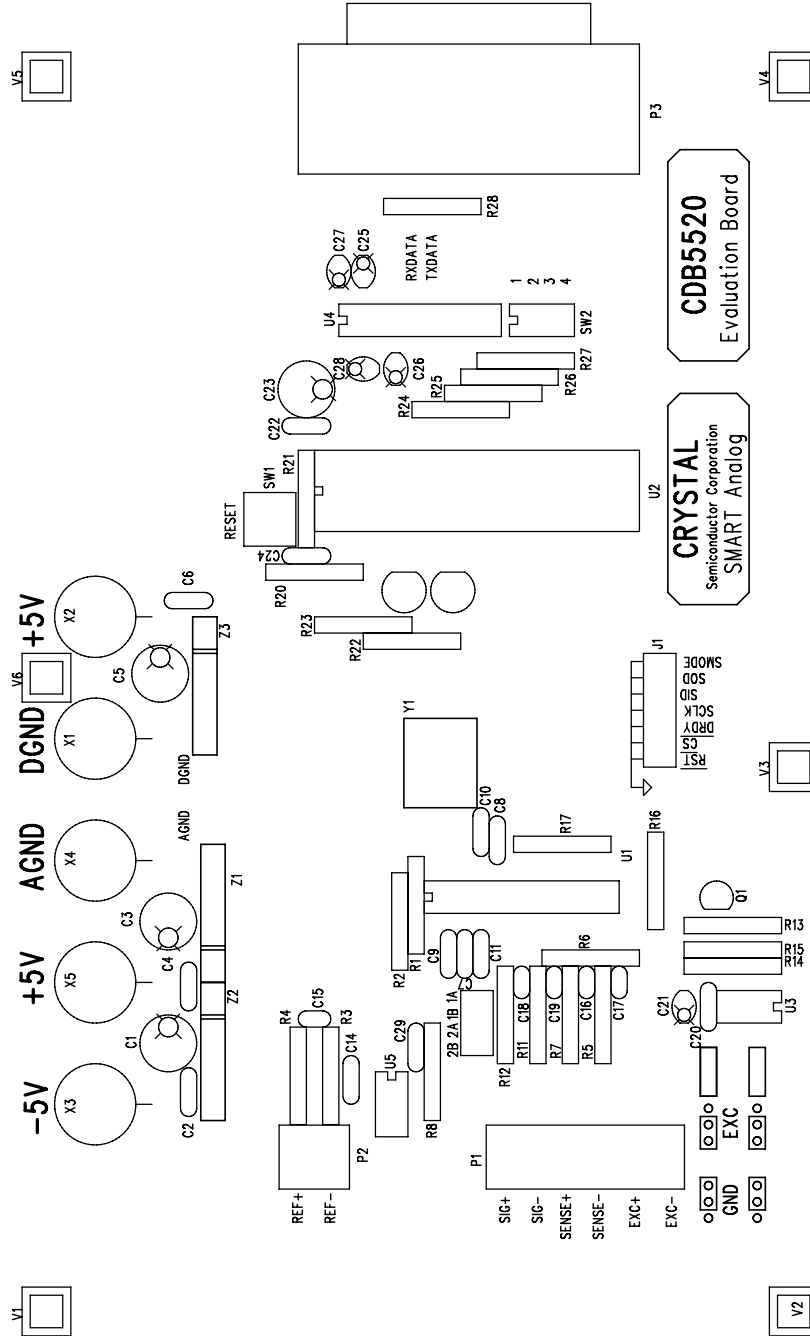 V1
V5
V6
-5V
+5V
AGND
DGND
+5V
X3
X5
X4
X1
X2
C1
C2
C3
C4
C5
C6
Z2
Z1
Z3
AGND
DGND
RESET
SW1
R21
C24
R20
R23
R22
C22
C23
C28
C26
C27
C25
U4
RXDATA
TXDATA
R28
P3
1
2
3
4
SW2
R24
R25
R26
R27
U2
Y1
C10
C8
R17
U1
R16
R2
R1
C9
C7
C11
R6
2B 2A 1B 1A
R4
C15
R3
C14
C29
U5
R8
P2
REF+
REF-
R12
R11
C18
R7
C19
R5
C16
C17
P1
SIG+
SIG-
SENSE+
SENSE-
EXC+
EXC-
J1
RST
CS
DRDY
SCLK
SID
SOD
SMODE
Q1
R13
R15
R14
C21
C20
U3
EXC
GND
CRYSTAL
Semiconductor Corporation
SMART Analog
CDB5520
Evaluation Board
V2
V3
V4